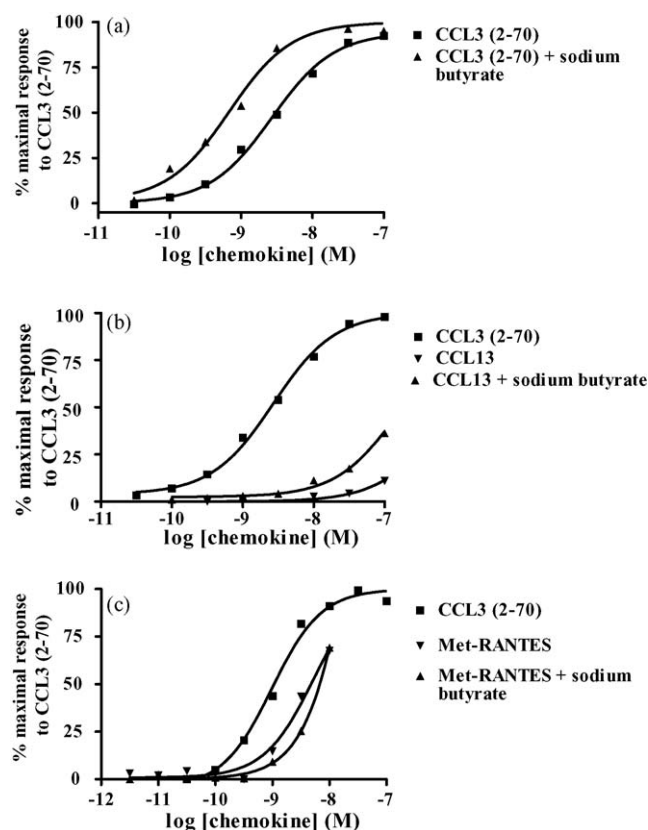 (a)
% maximal response
to CCL3 (2-70)
100
75
50
25
0
-11 -10 -9 -8 -7
log [chemokine] (M)
CCL3 (2-70)
CCL3 (2-70) + sodium
butyrate
(b)
% maximal response
to CCL3 (2-70)
100
75
50
25
0
-11 -10 -9 -8 -7
log [chemokine] (M)
CCL3 (2-70)
CCL13
CCL13 + sodium butyrate
(c)
% maximal response
to CCL3 (2-70)
100
75
50
25
0
-12 -11 -10 -9 -8 -7
log [chemokine] (M)
CCL3 (2-70)
Met-RANTES
Met-RANTES + sodium
butyrate